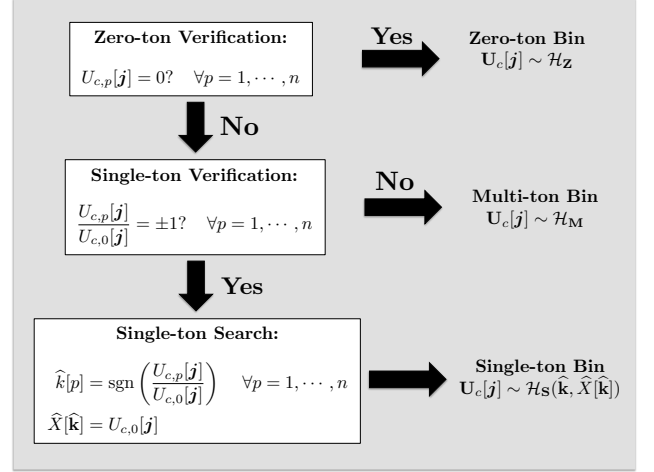 Zero-ton Verification:
U_{c,p}[j] = 0? ∀p = 1, ⋯ , n
Yes
Zero-ton Bin
U_c[j] ∼ H_Z
No
Single-ton Verification:
U_{c,p}[j] / U_{c,0}[j] = ±1? ∀p = 1, ⋯ , n
No
Multi-ton Bin
U_c[j] ∼ H_M
Yes
Single-ton Search:
k̂[p] = sgn ( U_{c,p}[j] / U_{c,0}[j] ) ∀p = 1, ⋯ , n
X̂[k̂] = U_{c,0}[j]
Single-ton Bin
U_c[j] ∼ H_S(k̂, X̂[k̂])